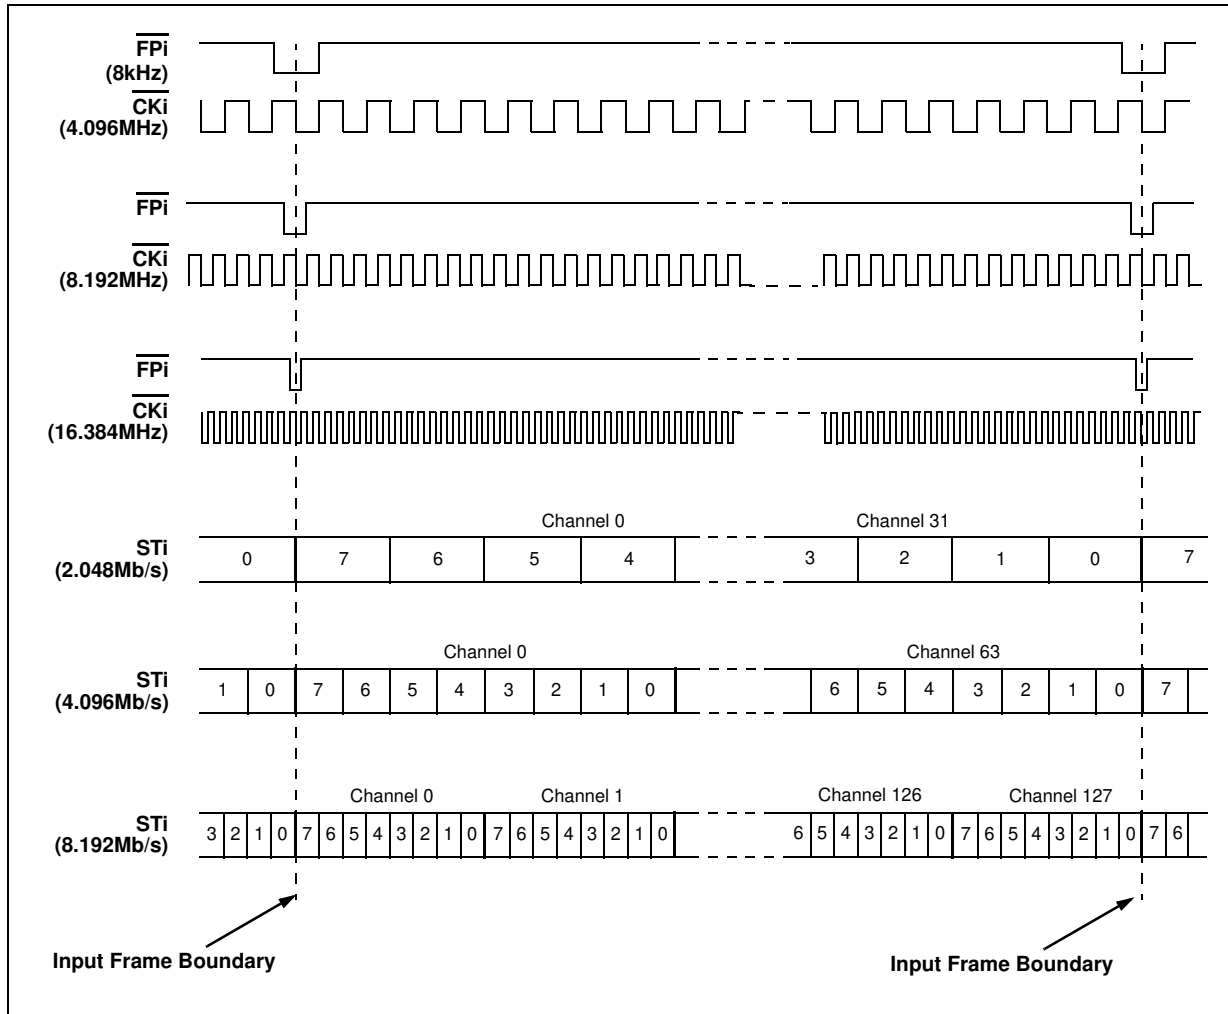 FPi
(8kHz)
CKi
(4.096MHz)
FPi
CKi
(8.192MHz)
FPi
CKi
(16.384MHz)
Channel 0 Channel 31
STi
(2.048Mb/s)
0 7 6 5 4 3 2 1 0 7
Channel 0 Channel 63
STi
(4.096Mb/s)
1 0 7 6 5 4 3 2 1 0 6 5 4 3 2 1 0 7
Channel 0 Channel 1 Channel 126 Channel 127
STi
(8.192Mb/s)
3 2 1 0 7 6 5 4 3 2 1 0 7 6 5 4 3 2 1 0 6 5 4 3 2 1 0 7 6 5 4 3 2 1 0 7 6
Input Frame Boundary
Input Frame Boundary